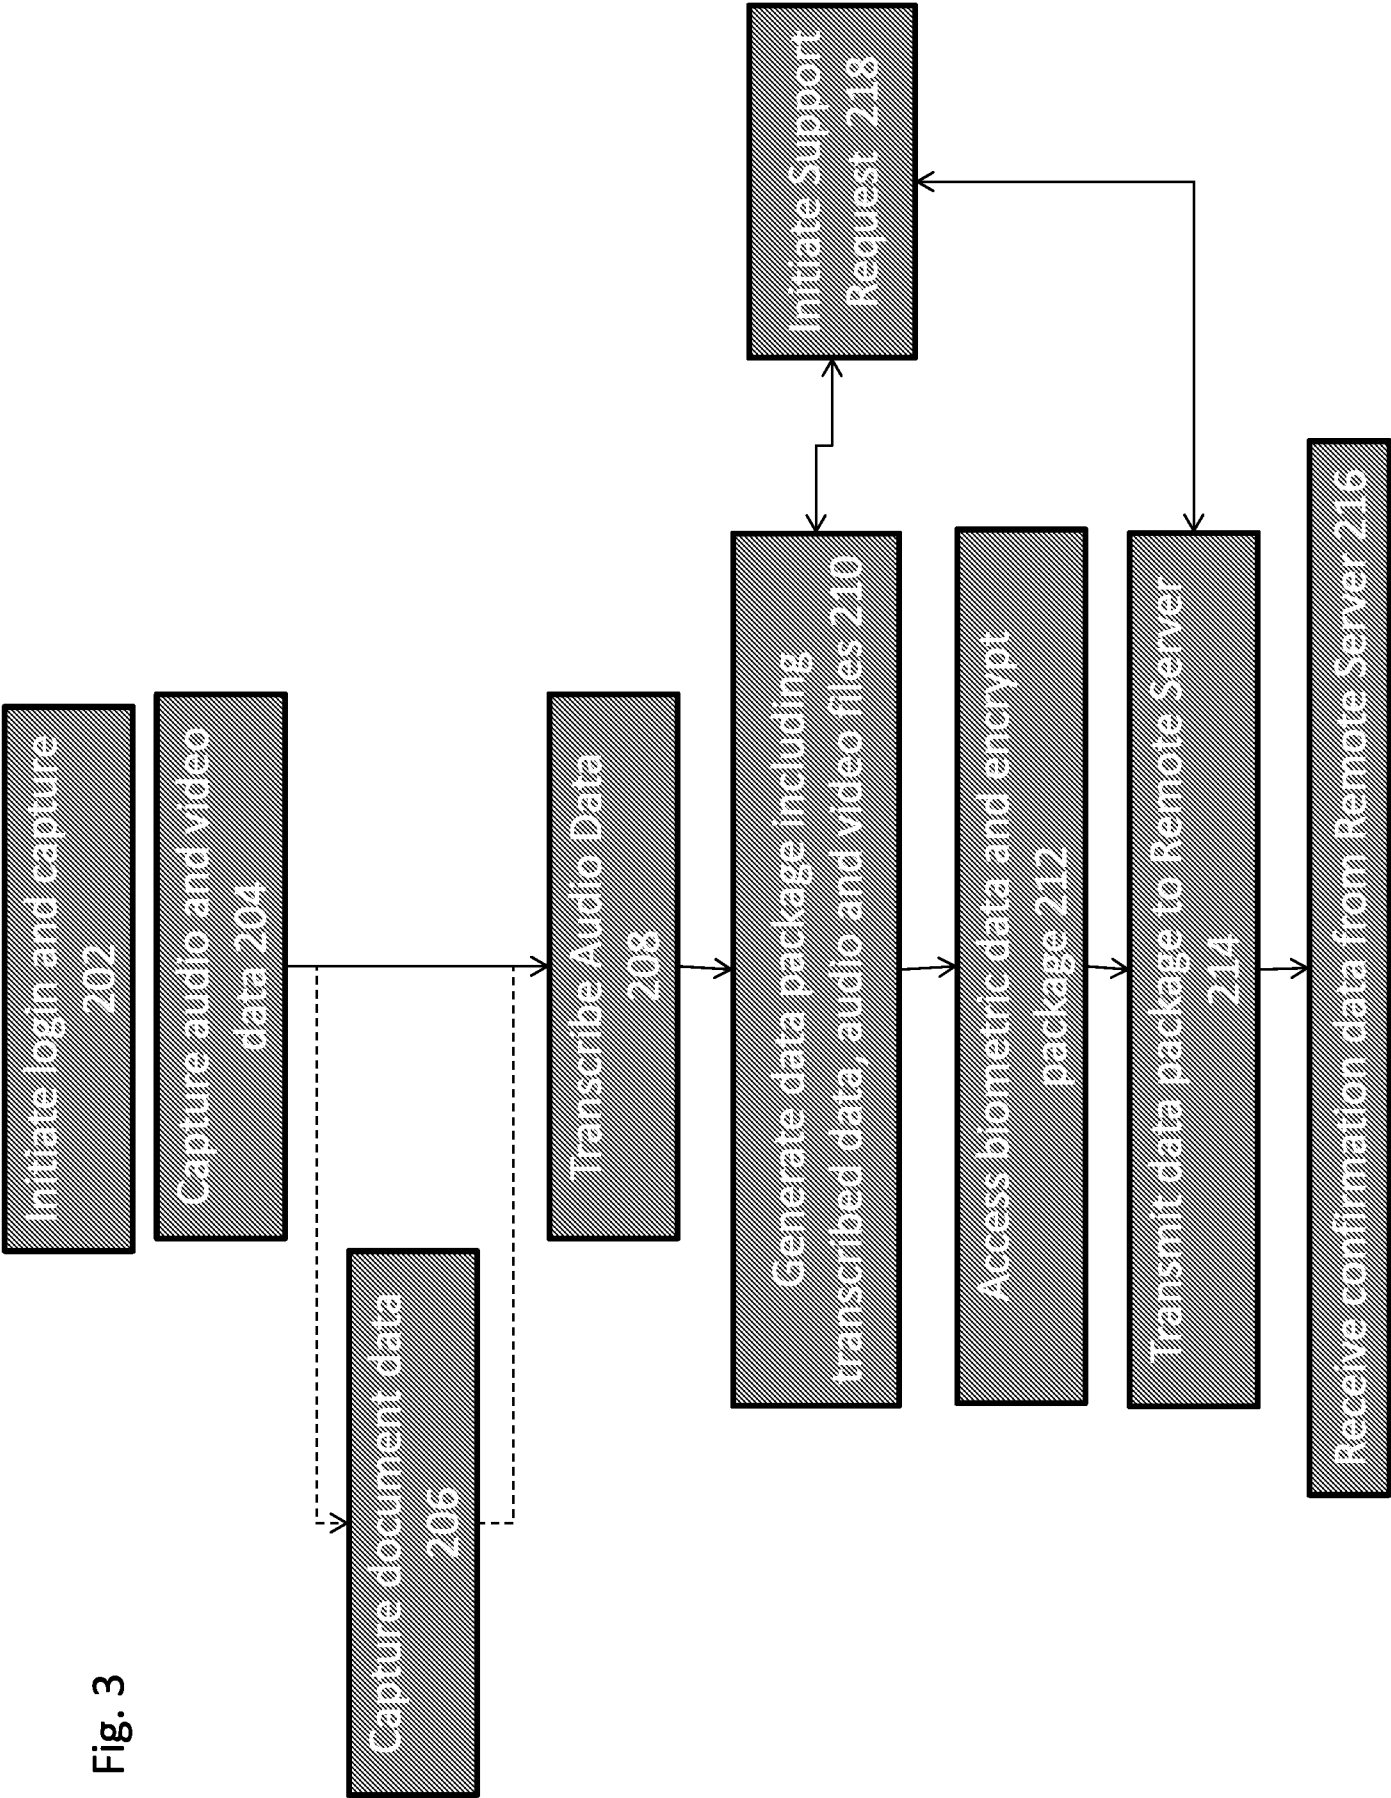 Fig. 3
Initiate login and capture
202
Capture audio and video
data 204
Capture document data
206
Transcribe Audio Data
208
Generate data package including
transcribed data, audio and video files 210
Initiate Support
Request 218
Access biometric data and encrypt
package 212
Transmit data package to Remote Server
214
Receive confirmation data from Remote Server 216